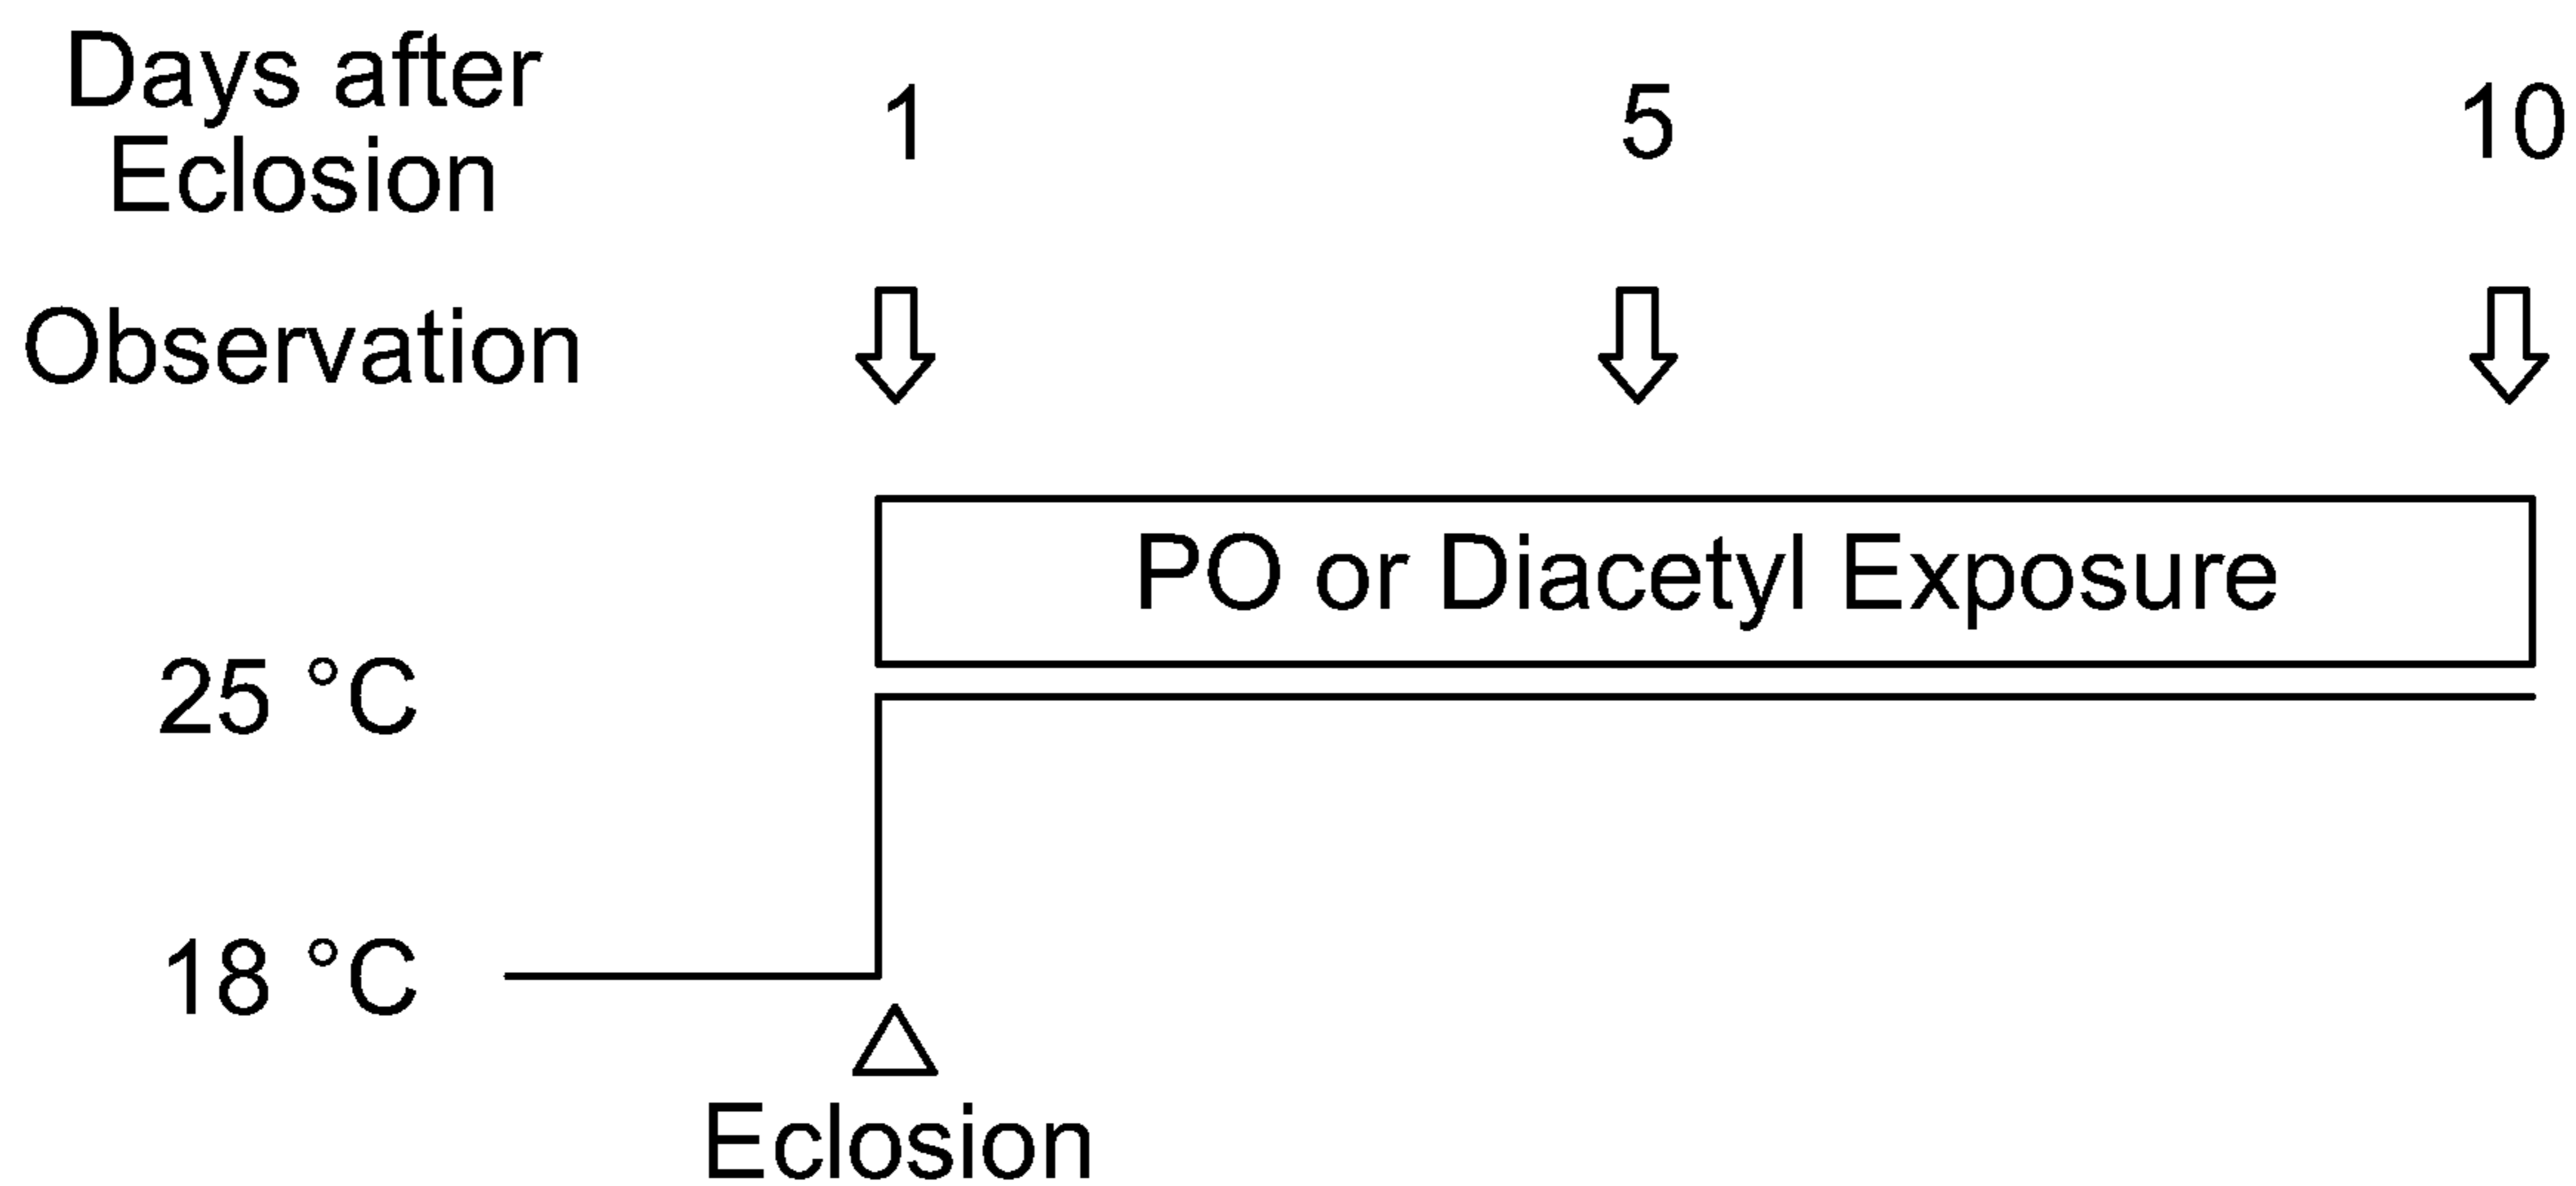 Days after
Eclosion
1 5 10
Observation
PO or Diacetyl Exposure
25 °C
18 °C
Eclosion